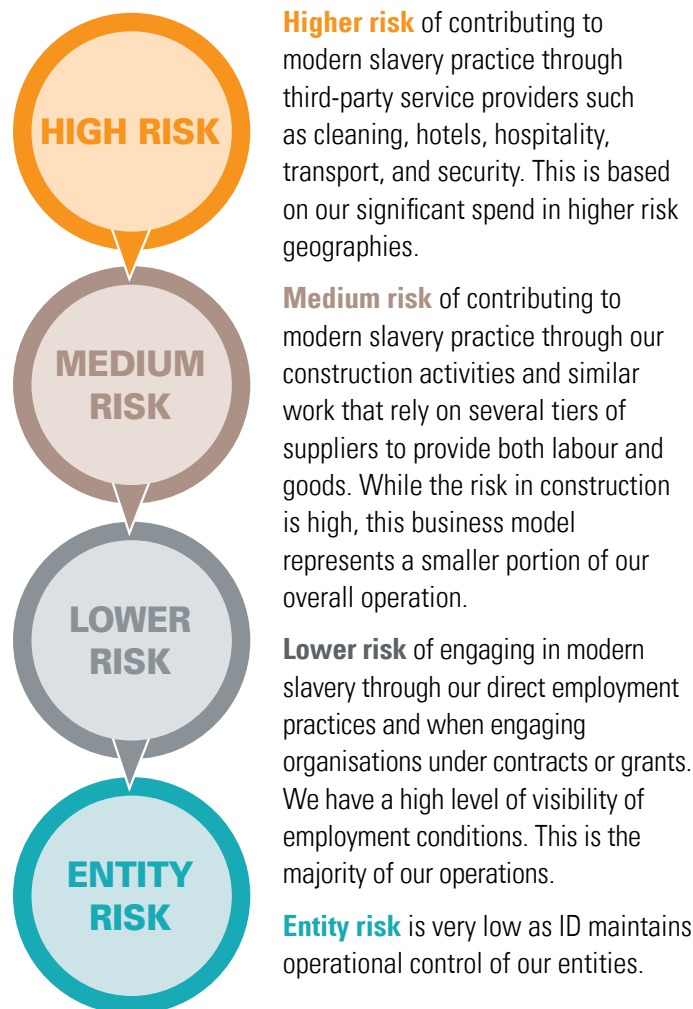 HIGH RISK
Higher risk of contributing to
modern slavery practice through
third-party service providers such
as cleaning, hotels, hospitality,
transport, and security. This is based
on our significant spend in higher risk
geographies.
MEDIUM
RISK
Medium risk of contributing to
modern slavery practice through our
construction activities and similar
work that rely on several tiers of
suppliers to provide both labour and
goods. While the risk in construction
is high, this business model
represents a smaller portion of our
overall operation.
LOWER
RISK
Lower risk of engaging in modern
slavery through our direct employment
practices and when engaging
organisations under contracts or grants.
We have a high level of visibility of
employment conditions. This is the
majority of our operations.
ENTITY
RISK
Entity risk is very low as ID maintains
operational control of our entities.